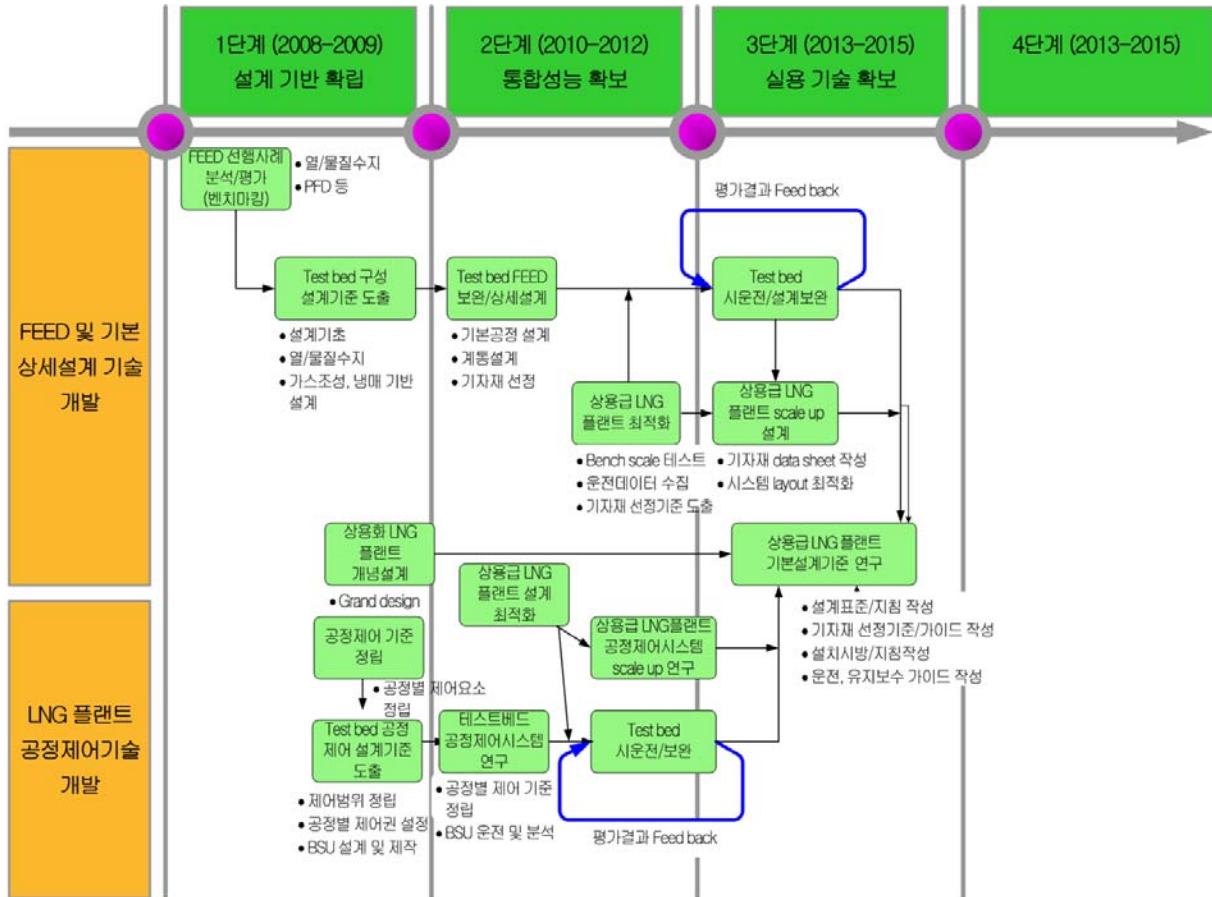 1단계 (2008-2009)
설계 기반 확립
2단계 (2010-2012)
통합성능 확보
3단계 (2013-2015)
실용 기술 확보
4단계 (2013-2015)
FEED 및 기본
상세설계 기술
개발
FEED 선행사례
분석/평가
(벤치마킹)
• 열/물질수지
• PFD 등
Test bed 구성
설계기준 도출
• 설계기초
• 열/물질수지
• 가스조성, 냉매 기반
설계
Test bed FEED
보완/상세설계
• 기본공정 설계
• 계통설계
• 기자재 선정
평가결과 Feed back
Test bed
시운전/설계보완
상용급 LNG
플랜트 최적화
• Bench scale 테스트
• 운전데이터 수집
• 기자재 선정기준 도출
상용급 LNG
플랜트 scale up
설계
• 기자재 data sheet 작성
• 시스템 layout 최적화
상용화 LNG
플랜트
개념설계
• Grand design
상용급 LNG 플랜트
기본설계기준 연구
• 설계표준/지침 작성
• 기자재 선정기준/가이드 작성
• 설치시방/지침작성
• 운전, 유지보수 가이드 작성
LNG 플랜트
공정제어기술
개발
상용급 LNG
플랜트 설계
최적화
공정제어 기준
정립
• 공정별 제어요소
정립
상용급 LNG플랜트
공정제어시스템
scale up 연구
Test bed 공정
제어 설계기준
도출
• 제어범위 정립
• 공정별 제어권 설정
• BSU 설계 및 제작
테스트베드
공정제어시스템
연구
• 공정별 제어 기준
정립
• BSU 운전 및 분석
Test bed
시운전/보완
평가결과 Feed back